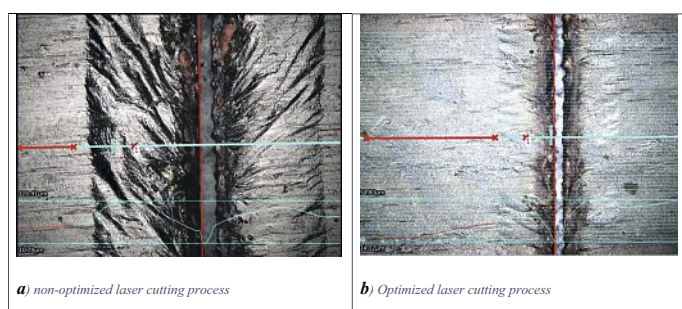 a) non-optimized laser cutting process
b) Optimized laser cutting process